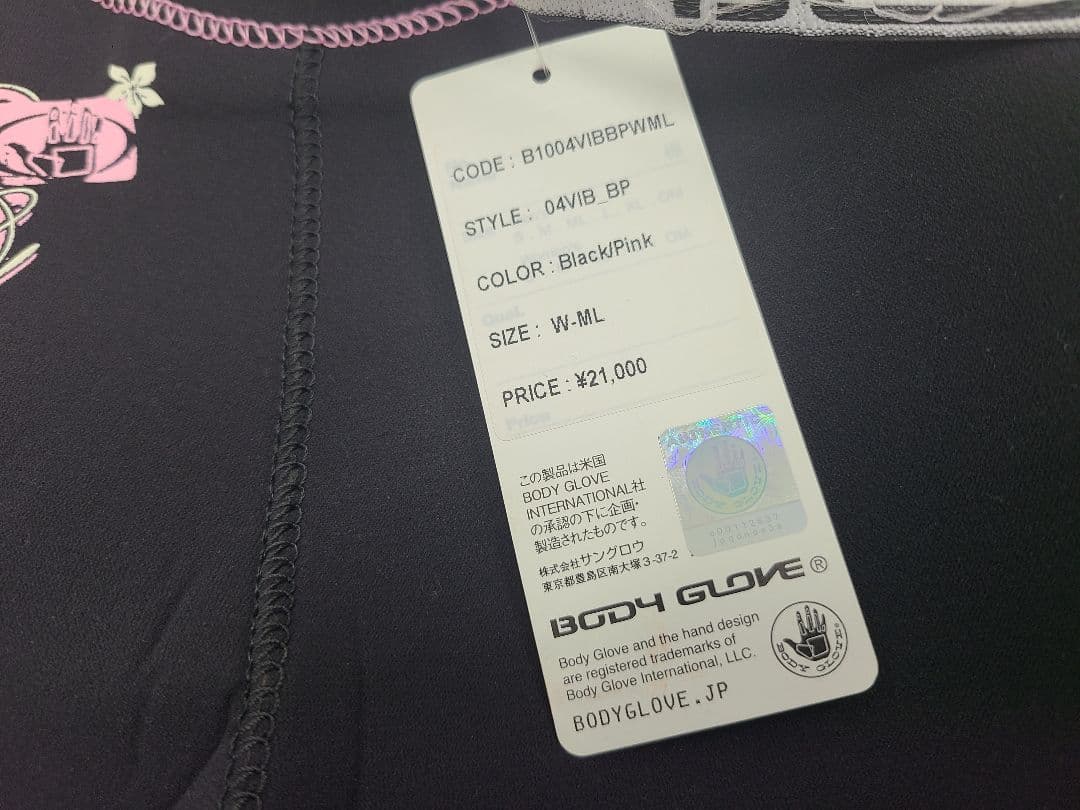 CODE : B1004VIBBPWML
STYLE : 04VIB_BP
COLOR : Black/Pink
SIZE : W-ML
PRICE : ¥21,000
この製品は米国
BODY GLOVE
INTERNATIONAL社
の承認の下に企画・
製造されたものです。
株式会社サングロウ
東京都豊島区南大塚3-37-2
AUTHENTIC
BODY GLOVE®
Body Glove and the hand design
are registered trademarks of
Body Glove International, LLC.
BODY GLOVE®
BODYGLOVE.JP